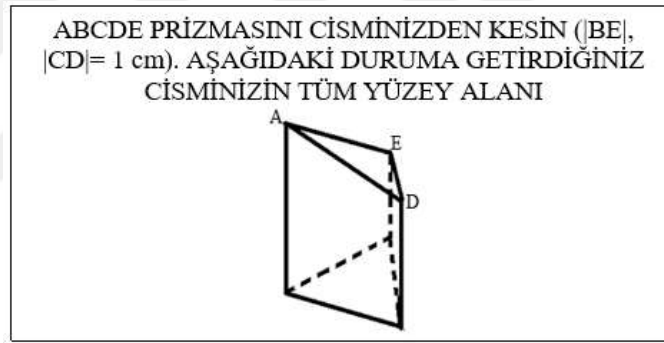 ABCDE PRİZMASINI CİSMİNİZDEN KESİN (|BE|,
|CD|= 1 cm). AŞAĞIDAKİ DURUMA GETİRDİĞİNİZ
CİSMİNİZİN TÜM YÜZEY ALANI
A
E
D